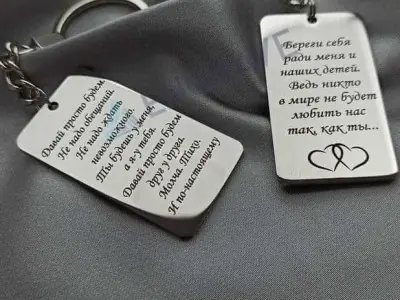 Давай просто будем.
Не надо обещаний.
Не надо ждать
невозможного.
Ты будешь у меня,
а я-у тебя.
Давай просто будем
друг у друга.
Молча. Тихо.
И по-настоящему
Береги себя
ради меня и
наших детей.
Ведь никто
в мире не будет
любить нас
так, как ты...